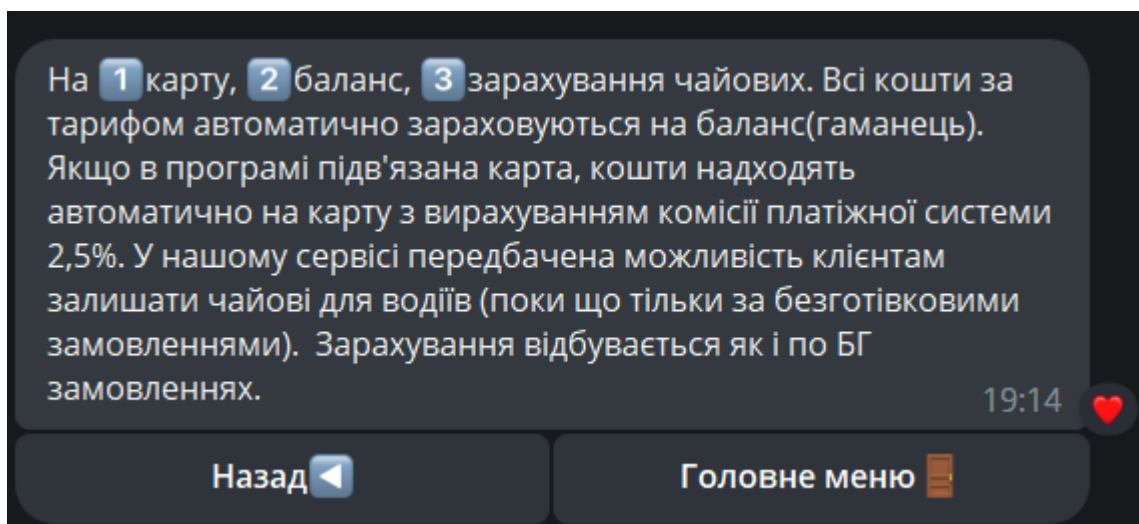 На 1️⃣карту, 2️⃣баланс, 3️⃣зарахування чайових. Всі кошти за
тарифом автоматично зараховуються на баланс(гаманець).
Якщо в програмі підв'язана карта, кошти надходять
автоматично на карту з вирахуванням комісії платіжної системи
2,5%. У нашому сервісі передбачена можливість клієнтам
залишати чайові для водіїв (поки що тільки за безготівковими
замовленнями).  Зарахування відбувається як і по БГ
замовленнях.
19:14
Назад◀️
Головне меню🚪